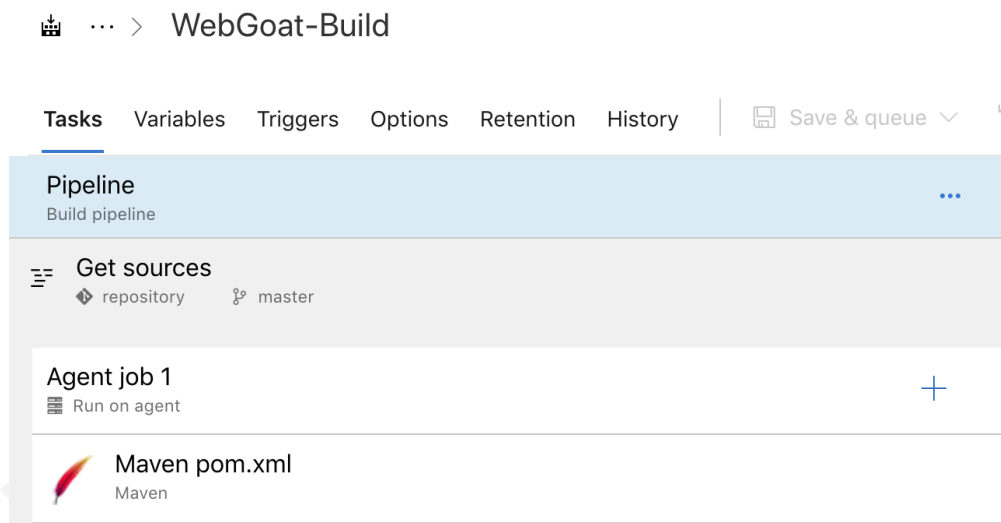 ... > WebGoat-Build
Tasks Variables Triggers Options Retention History Save & queue
Pipeline
Build pipeline
Get sources
repository master
Agent job 1
Run on agent
Maven pom.xml
Maven